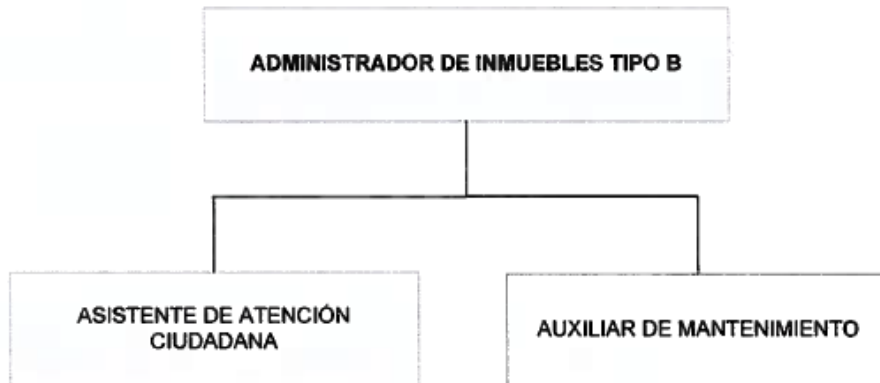 ADMINISTRADOR DE INMUEBLES TIPO B
ASISTENTE DE ATENCIÓN
CIUDADANA
AUXILIAR DE MANTENIMIENTO